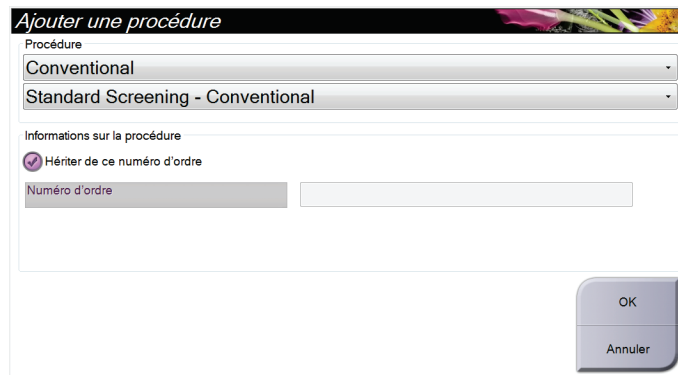 Ajouter une procédure
Procédure
Conventional
Standard Screening - Conventional
Informations sur la procédure
Hériter de ce numéro d'ordre
Numéro d'ordre
OK
Annuler